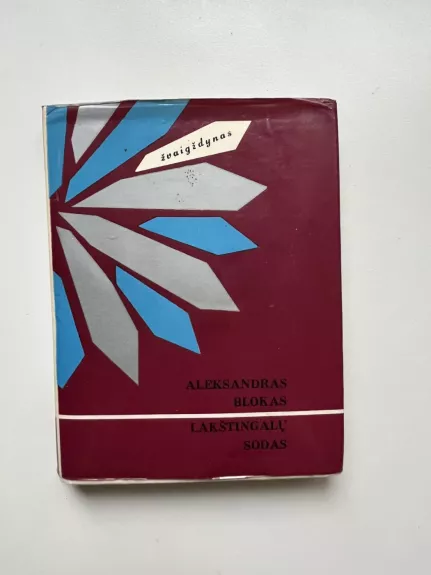 žvaigždynas
ALEKSANDRAS
BLOKAS
LAKŠTINGALŲ
SODAS